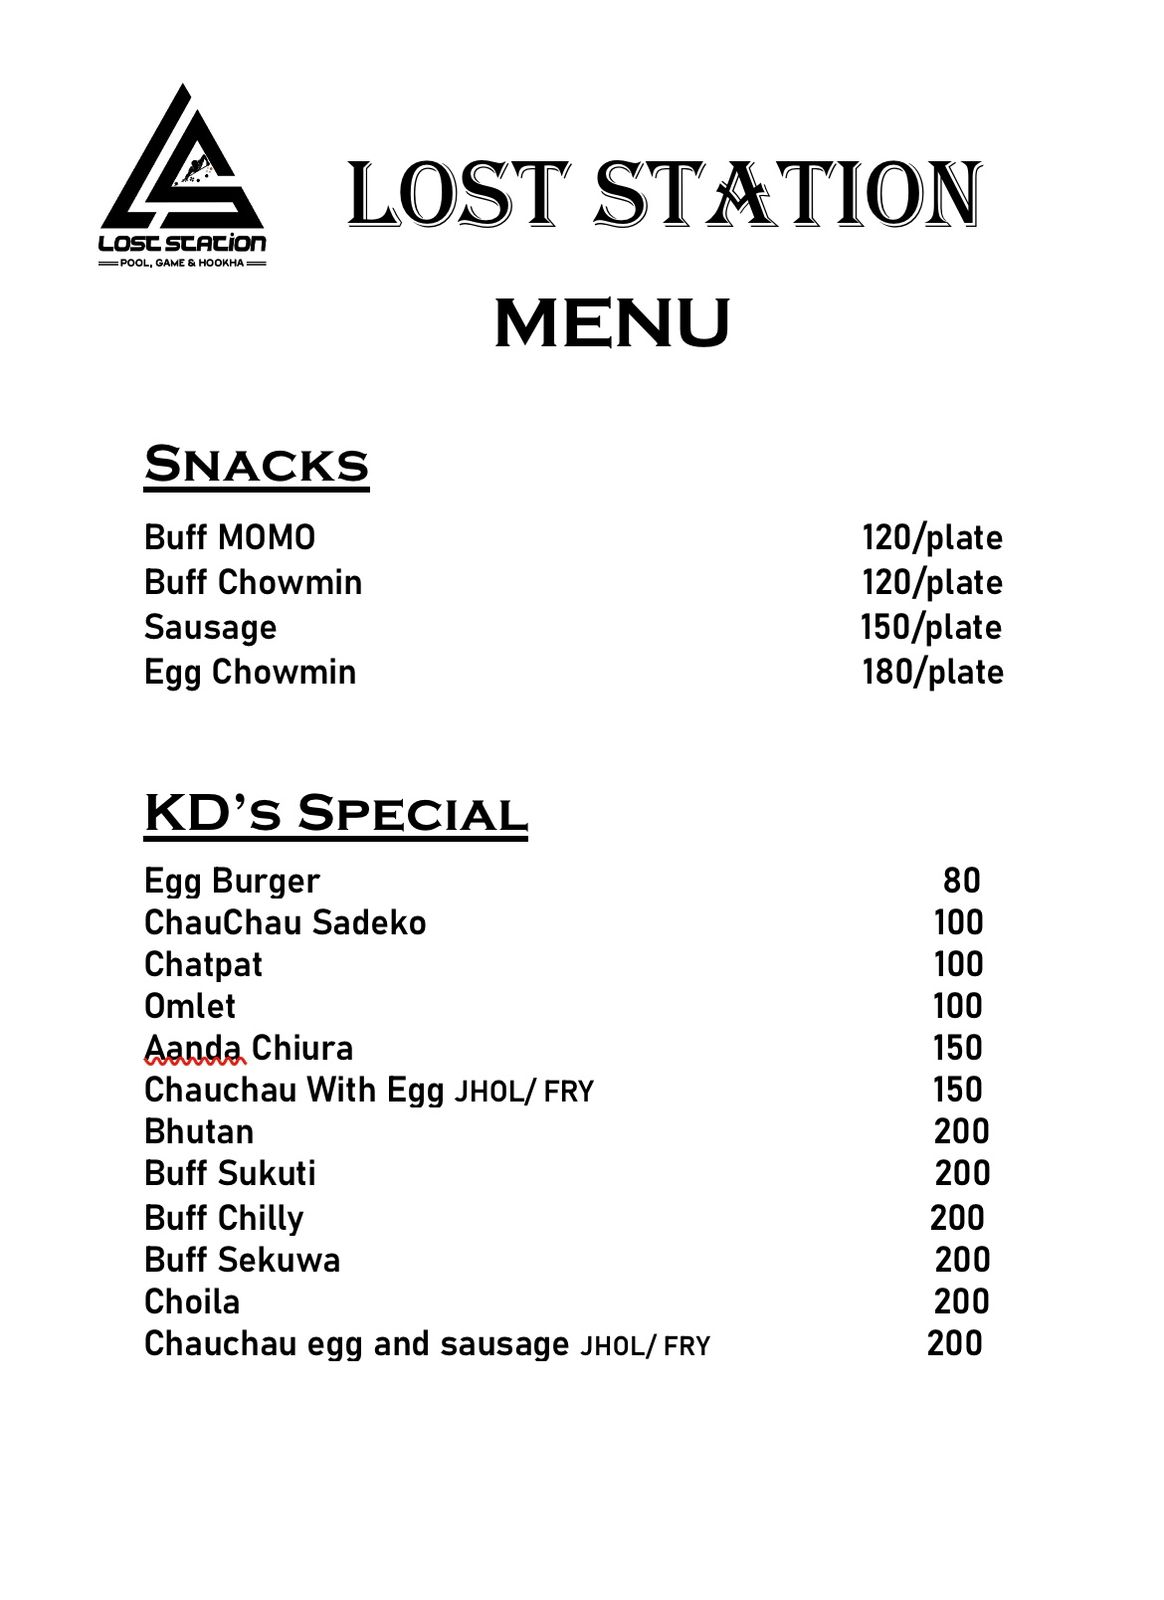 LOST STATION
POOL, GAME & HOOKHA
LOST STATION
MENU
SNACKS
Buff MOMO 120/plate
Buff Chowmin 120/plate
Sausage 150/plate
Egg Chowmin 180/plate
KD's SPECIAL
Egg Burger 80
ChauChau Sadeko 100
Chatpat 100
Omlet 100
Aanda Chiura 150
Chauchau With Egg JHOL/ FRY 150
Bhutan 200
Buff Sukuti 200
Buff Chilly 200
Buff Sekuwa 200
Choila 200
Chauchau egg and sausage JHOL/ FRY 200